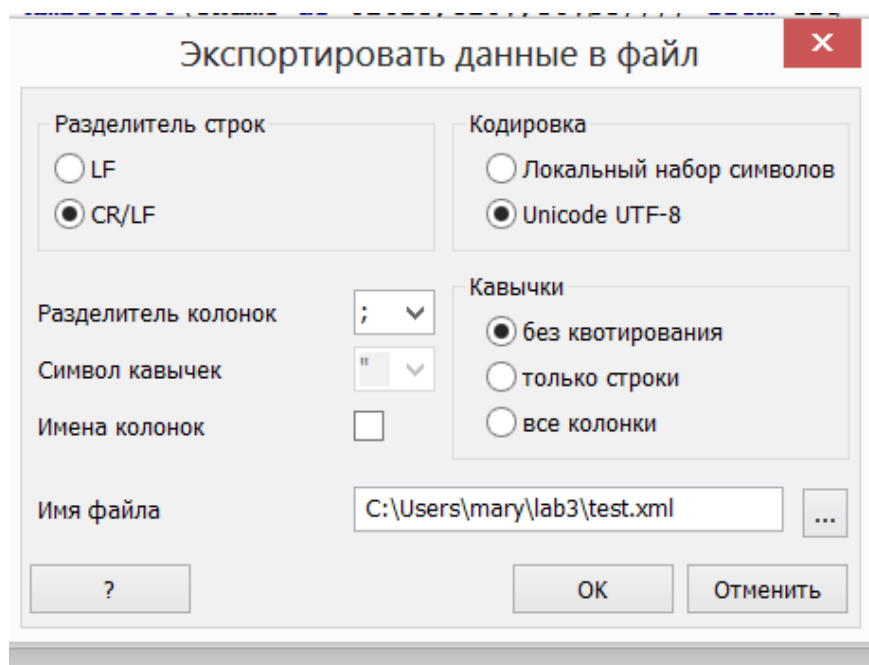 Экспортировать данные в файл
Разделитель строк
LF
CR/LF
Кодировка
Локальный набор символов
Unicode UTF-8
Разделитель колонок ;
Символ кавычек "
Имена колонок
Кавычки
без квотирования
только строки
все колонки
Имя файла C:\Users\mary\lab3\test.xml ...
? OK Отменить